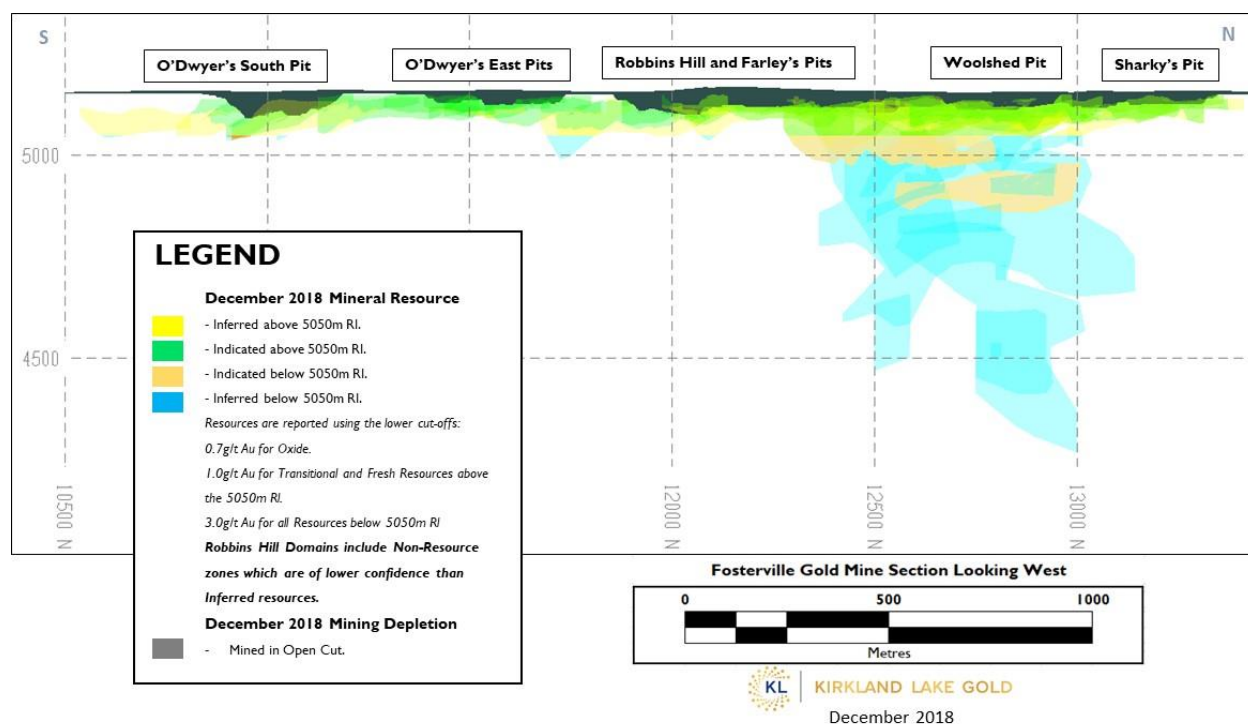 S
N
O'Dwyer's South Pit
O'Dwyer's East Pits
Robbins Hill and Farley's Pits
Woolshed Pit
Sharky's Pit
5000
4500
10500 N
12000 N
12500 N
13000 N
LEGEND
December 2018 Mineral Resource
- Inferred above 5050m Rl.
- Indicated above 5050m Rl.
- Indicated below 5050m Rl.
- Inferred below 5050m Rl.
Resources are reported using the lower cut-offs:
0.7g/t Au for Oxide.
1.0g/t Au for Transitional and Fresh Resources above
the 5050m Rl.
3.0g/t Au for all Resources below 5050m Rl
Robbins Hill Domains include Non-Resource
zones which are of lower confidence than
Inferred resources.
December 2018 Mining Depletion
- Mined in Open Cut.
Fosterville Gold Mine Section Looking West
0 500 1000
Metres
KL KIRKLAND LAKE GOLD
December 2018